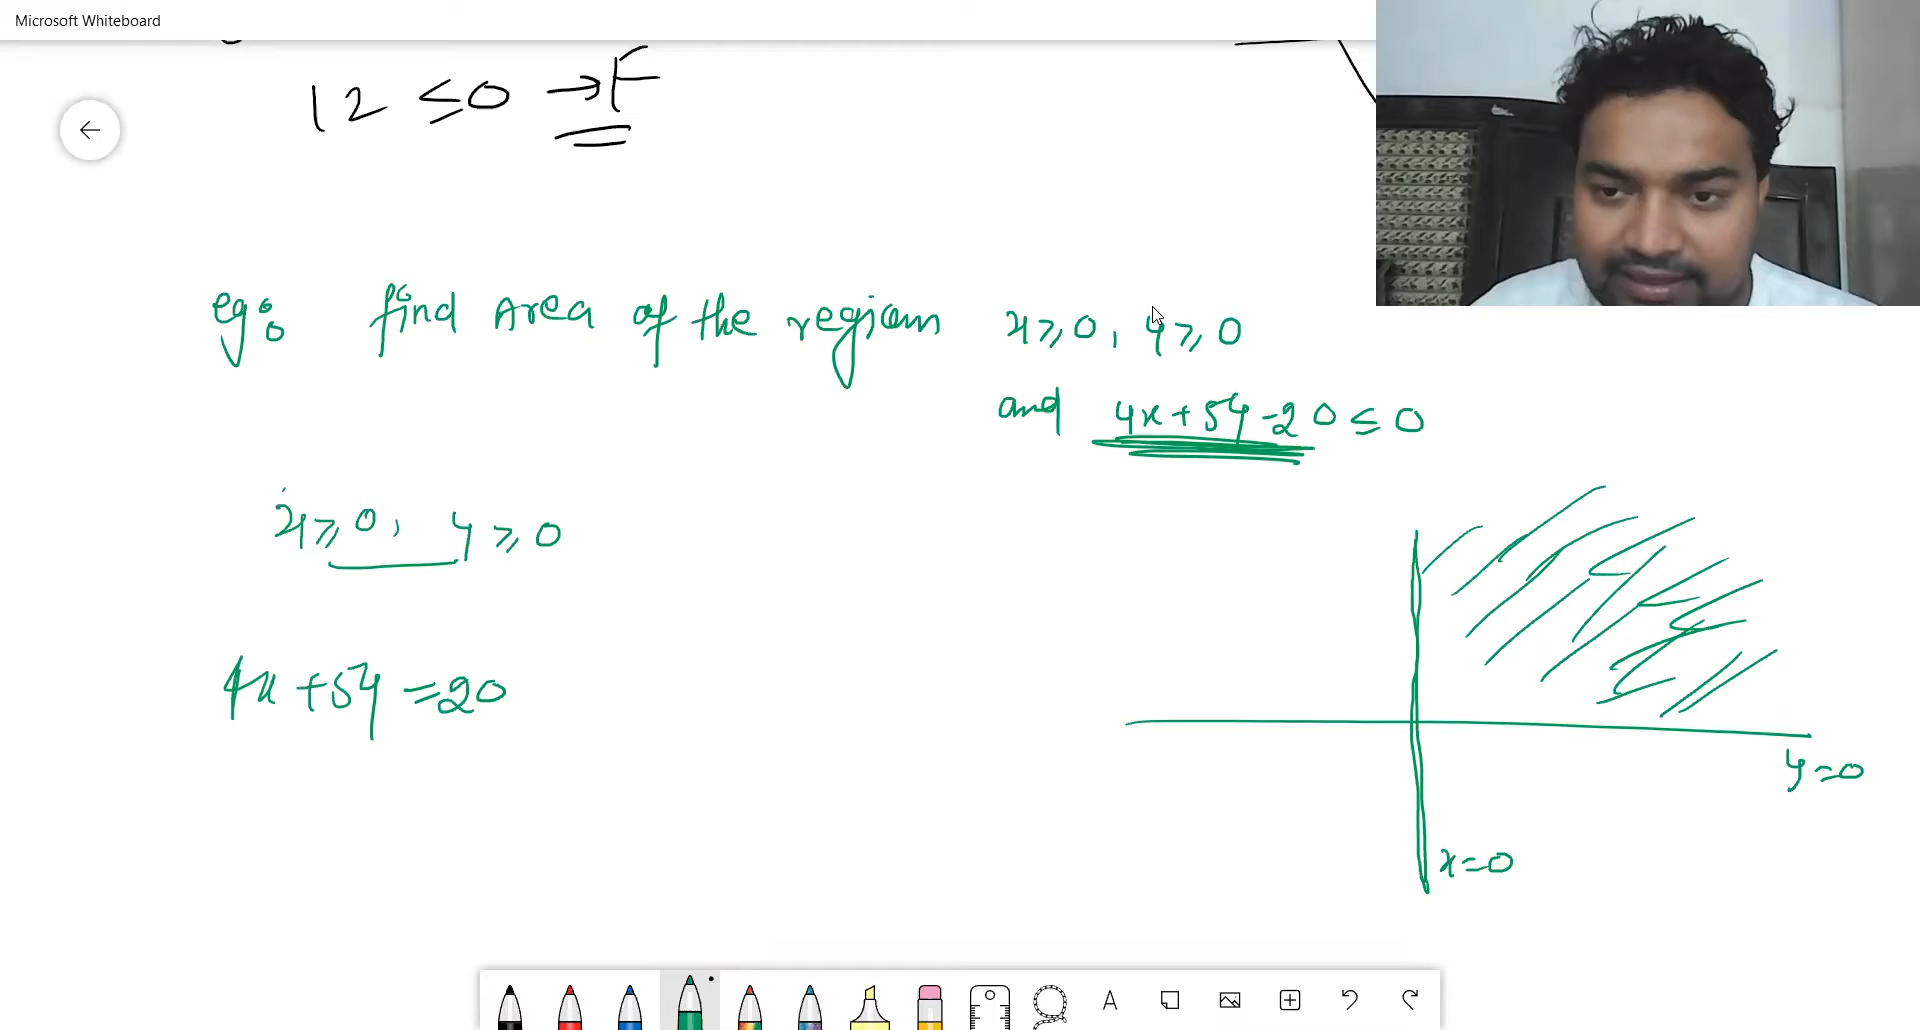 Microsoft Whiteboard
12 ≤ 0 → F
eg: find Area of the region x ≥ 0, y ≥ 0
and 4x + 5y - 20 ≤ 0
x ≥ 0, y ≥ 0
4x + 5y = 20
y = 0
x = 0
A